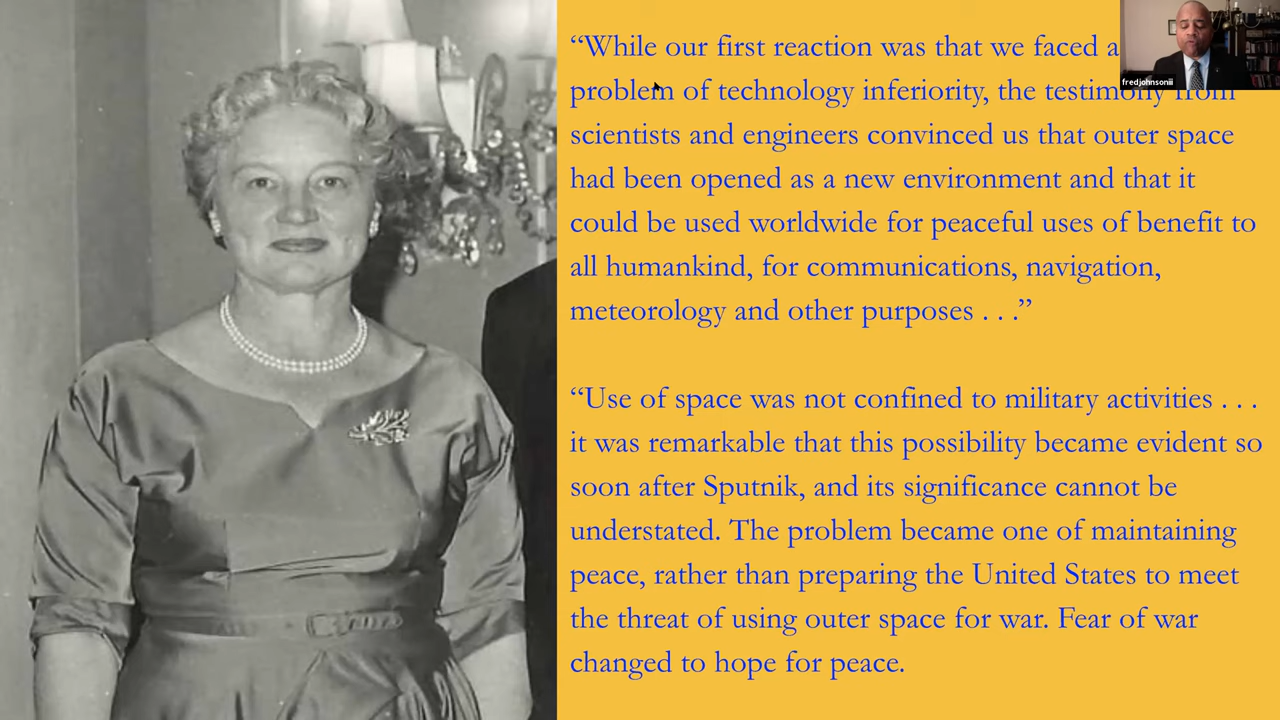 “While our first reaction was that we faced a
problem of technology inferiority, the testimony from
scientists and engineers convinced us that outer space
had been opened as a new environment and that it
could be used worldwide for peaceful uses of benefit to
all humankind, for communications, navigation,
meteorology and other purposes . . .”
“Use of space was not confined to military activities . . .
it was remarkable that this possibility became evident so
soon after Sputnik, and its significance cannot be
understated. The problem became one of maintaining
peace, rather than preparing the United States to meet
the threat of using outer space for war. Fear of war
changed to hope for peace.
fredjohnsoniii